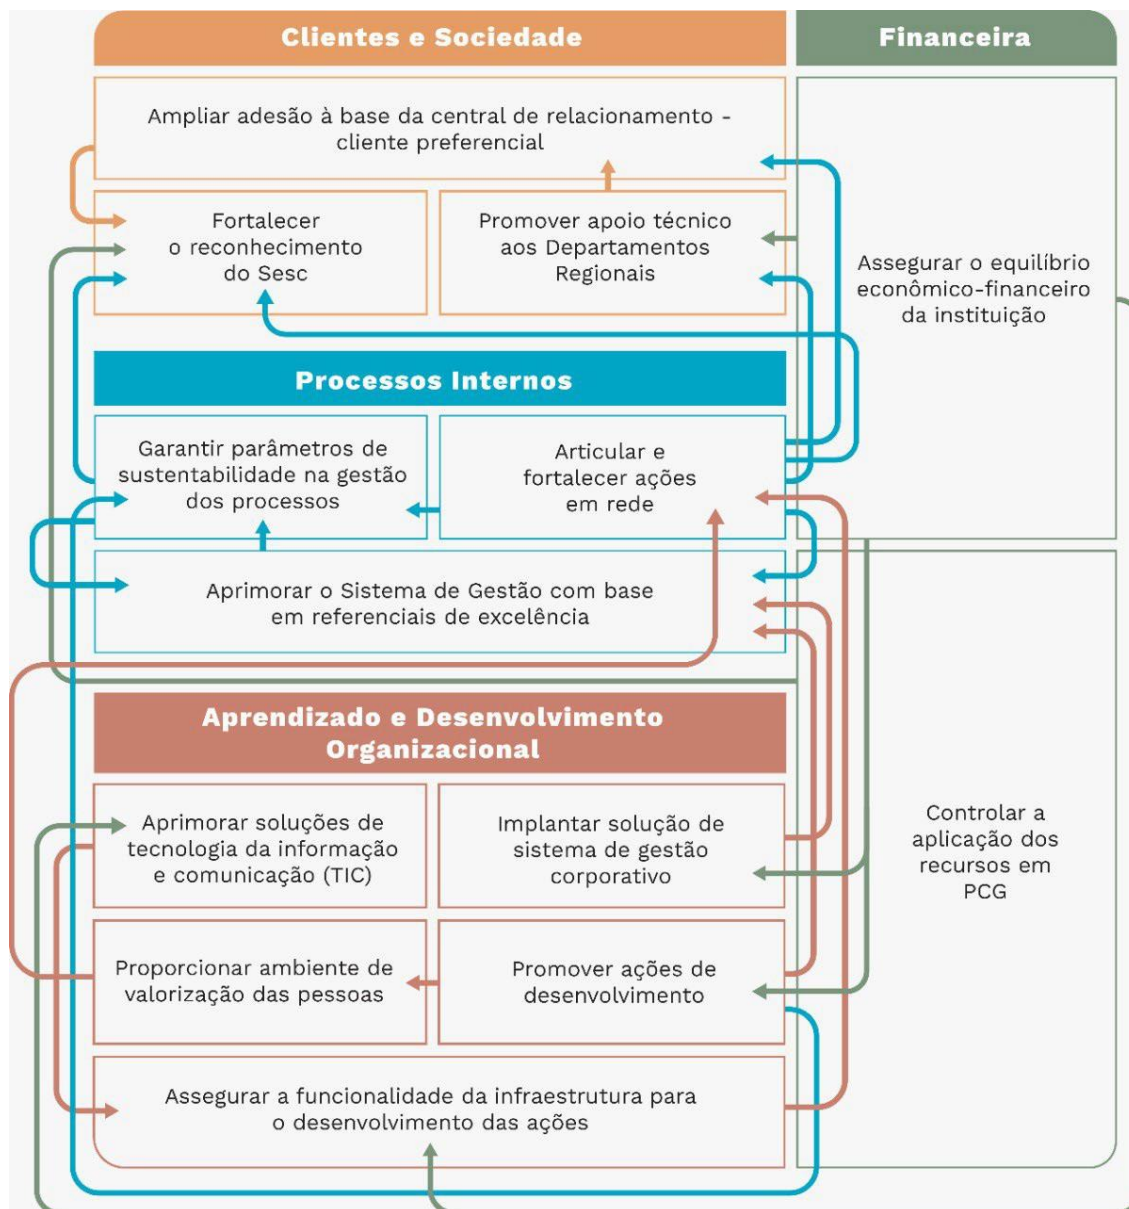 Clientes e Sociedade
Financeira
Ampliar adesão à base da central de relacionamento -
cliente preferencial
Fortalecer
o reconhecimento
do Sesc
Promover apoio técnico
aos Departamentos
Regionais
Assegurar o equilíbrio
econômico-financeiro
da instituição
Processos Internos
Garantir parâmetros de
sustentabilidade na gestão
dos processos
Articular e
fortalecer ações
em rede
Aprimorar o Sistema de Gestão com base
em referenciais de excelência
Aprendizado e Desenvolvimento
Organizacional
Aprimorar soluções de
tecnologia da informação
e comunicação (TIC)
Implantar solução de
sistema de gestão
corporativo
Controlar a
aplicação dos
recursos em
PCG
Proporcionar ambiente de
valorização das pessoas
Promover ações de
desenvolvimento
Assegurar a funcionalidade da infraestrutura para
o desenvolvimento das ações